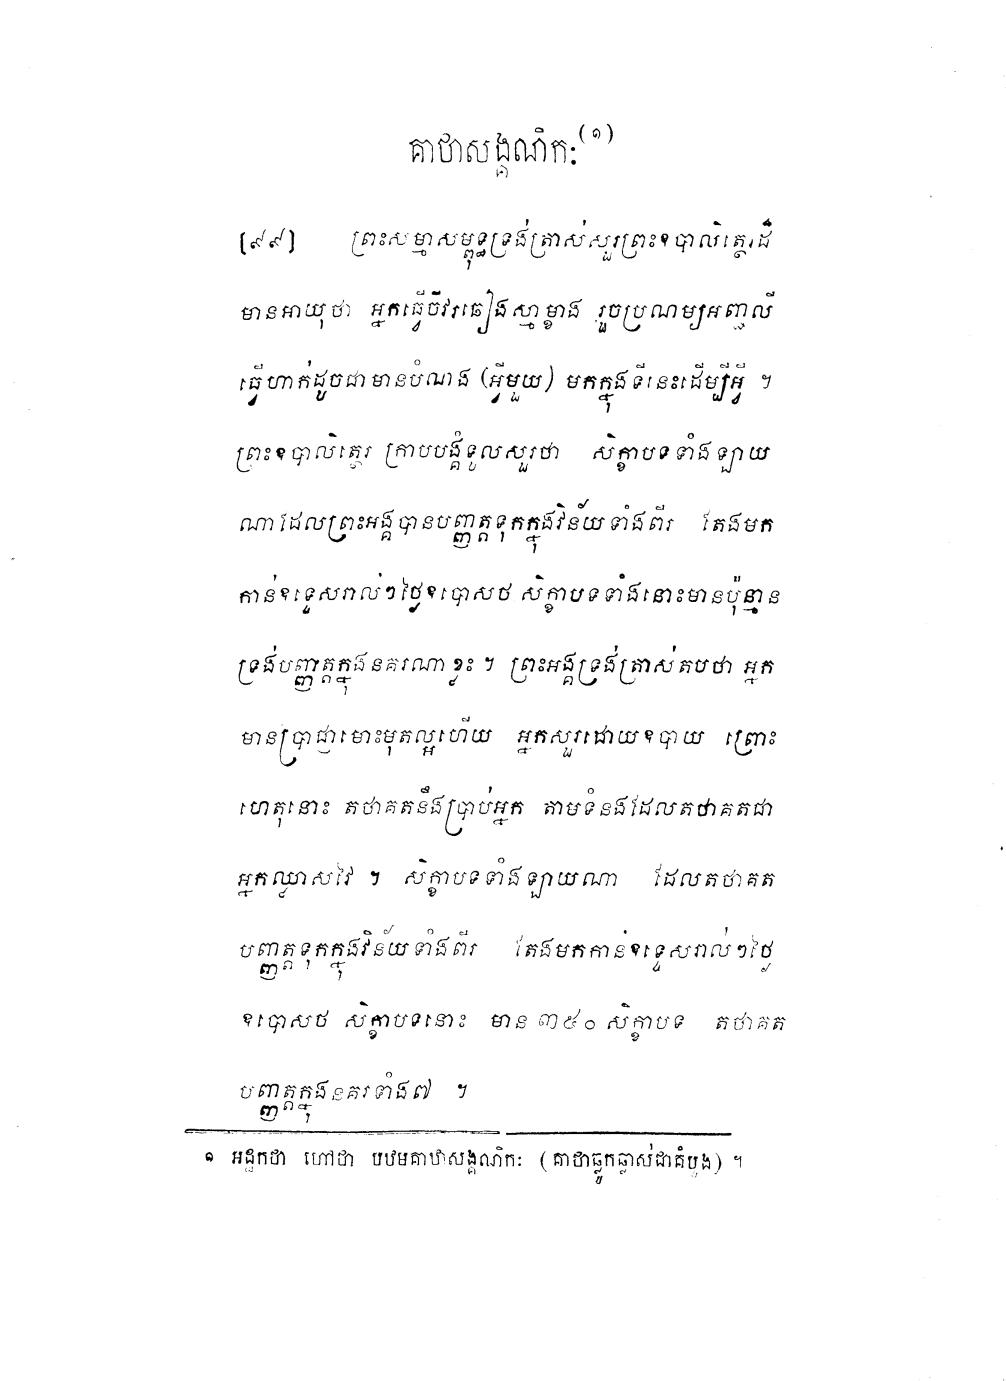 គាថាសង្គណិកៈ(១)
[៩៩] ព្រះសម្មាសម្ពុទ្ធទ្រង់ត្រាស់សួរព្រះឧបាលិត្ថេរដ៏
មានអាយុថា អ្នកធ្វើចីវរឆៀងស្មាម្ខាង រួចប្រណម្យអញ្ជលី
ធ្វើហាក់ដូចជាមានបំណង (អ្វីមួយ) មកក្នុងទីនេះដើម្បីអ្វី ។
ព្រះឧបាលិត្ថេរ ក្រាបបង្គំទូលសួរថា សិក្ខាបទទាំងឡាយ
ណាដែលព្រះអង្គបានបញ្ញត្តទុកក្នុងវិន័យទាំងពីរ តែងមក
កាន់ឧទ្ទេសរាល់ៗថ្ងៃឧបោសថ សិក្ខាបទទាំងនោះមានប៉ុន្មាន
ទ្រង់បញ្ញត្តក្នុងនគរណាខ្លះ ។ ព្រះអង្គទ្រង់ត្រាស់តបថា អ្នក
មានប្រាជ្ញាមោះមុតល្អហើយ អ្នកសួរដោយឧបាយ ព្រោះ
ហេតុនោះ តថាគតនឹងប្រាប់អ្នក តាមទំនងដែលតថាគតជា
អ្នកឈ្លាសវៃ ។ សិក្ខាបទទាំងឡាយណា ដែលតថាគត
បញ្ញត្តទុកក្នុងវិន័យទាំងពីរ តែងមកកាន់ឧទ្ទេសរាល់ៗថ្ងៃ
ឧបោសថ សិក្ខាបទនោះ មាន ៣៥០ សិក្ខាបទ តថាគត
បញ្ញត្តក្នុងនគរទាំង៧ ។
១ អដ្ឋកថា ហៅថា បឋមគាថាសង្គណិកៈ (គាថាធ្លុកឆ្លាស់ជាគំបូង) ។